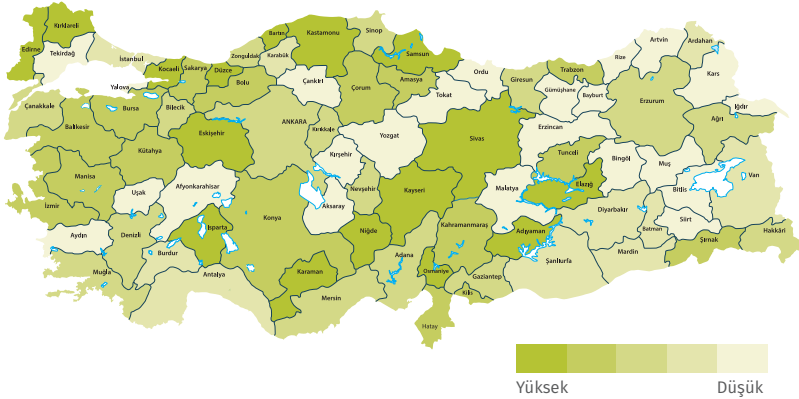 Kırklareli
Edirne
Tekirdağ
İstanbul
Kocaeli
Sakarya
Düzce
Zonguldak
Bartın
Karabük
Kastamonu
Sinop
Samsun
Bolu
Çankırı
Çorum
Amasya
Tokat
Ordu
Giresun
Trabzon
Gümüşhane
Bayburt
Rize
Artvin
Ardahan
Kars
Iğdır
Ağrı
Erzurum
Erzincan
Yalova
Çanakkale
Balıkesir
Bursa
Bilecik
Eskişehir
ANKARA
Kırıkkale
Kırşehir
Yozgat
Sivas
Tunceli
Bingöl
Muş
Bitlis
Van
Kütahya
Manisa
Uşak
Afyonkarahisar
İzmir
Aydın
Denizli
Burdur
Isparta
Konya
Aksaray
Nevşehir
Kayseri
Niğde
Malatya
Elazığ
Diyarbakır
Batman
Siirt
Şırnak
Hakkâri
Muğla
Antalya
Karaman
Mersin
Adana
Osmaniye
Kahramanmaraş
Gaziantep
Kilis
Hatay
Adıyaman
Şanlıurfa
Mardin
Yüksek
Düşük